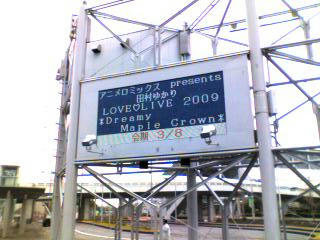 アニメロミックス presents
田村ゆかり
LOVE♡LIVE 2009
*Dreamy
Maple Crown*
会期 3/8